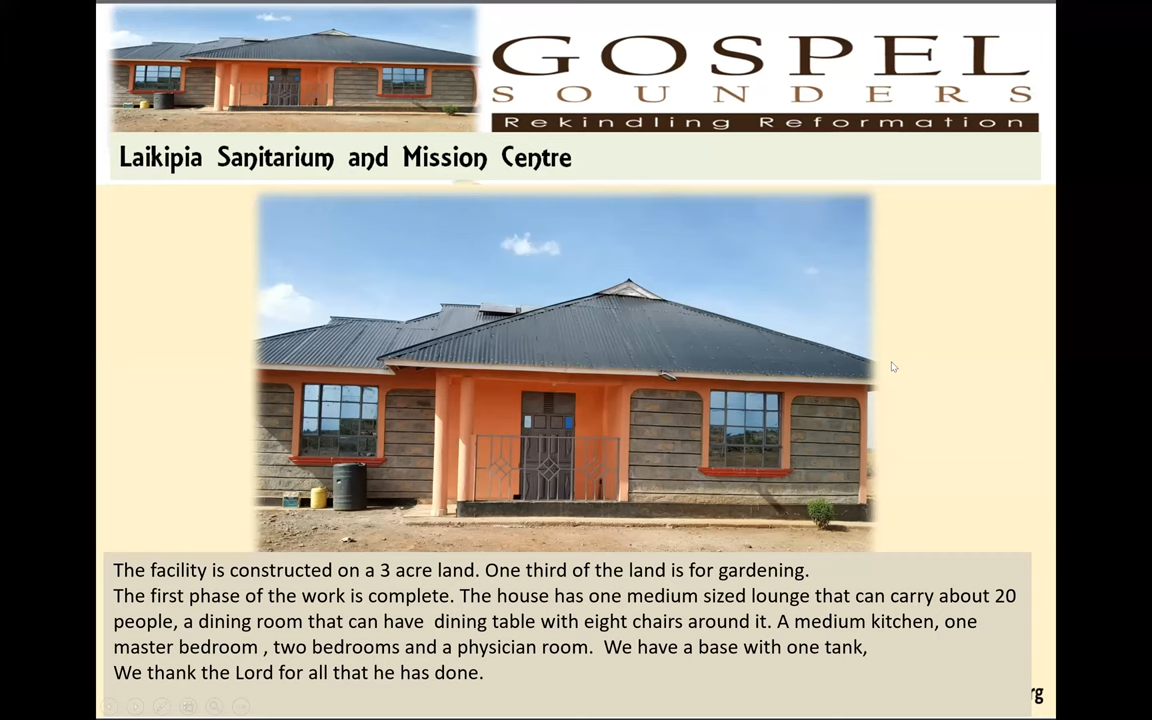 GOSPEL
SOUNDERS
Rekindling Reformation
Laikipia Sanitarium and Mission Centre
The facility is constructed on a 3 acre land. One third of the land is for gardening.
The first phase of the work is complete. The house has one medium sized lounge that can carry about 20
people, a dining room that can have  dining table with eight chairs around it. A medium kitchen, one
master bedroom , two bedrooms and a physician room.  We have a base with one tank,
We thank the Lord for all that he has done.
rg